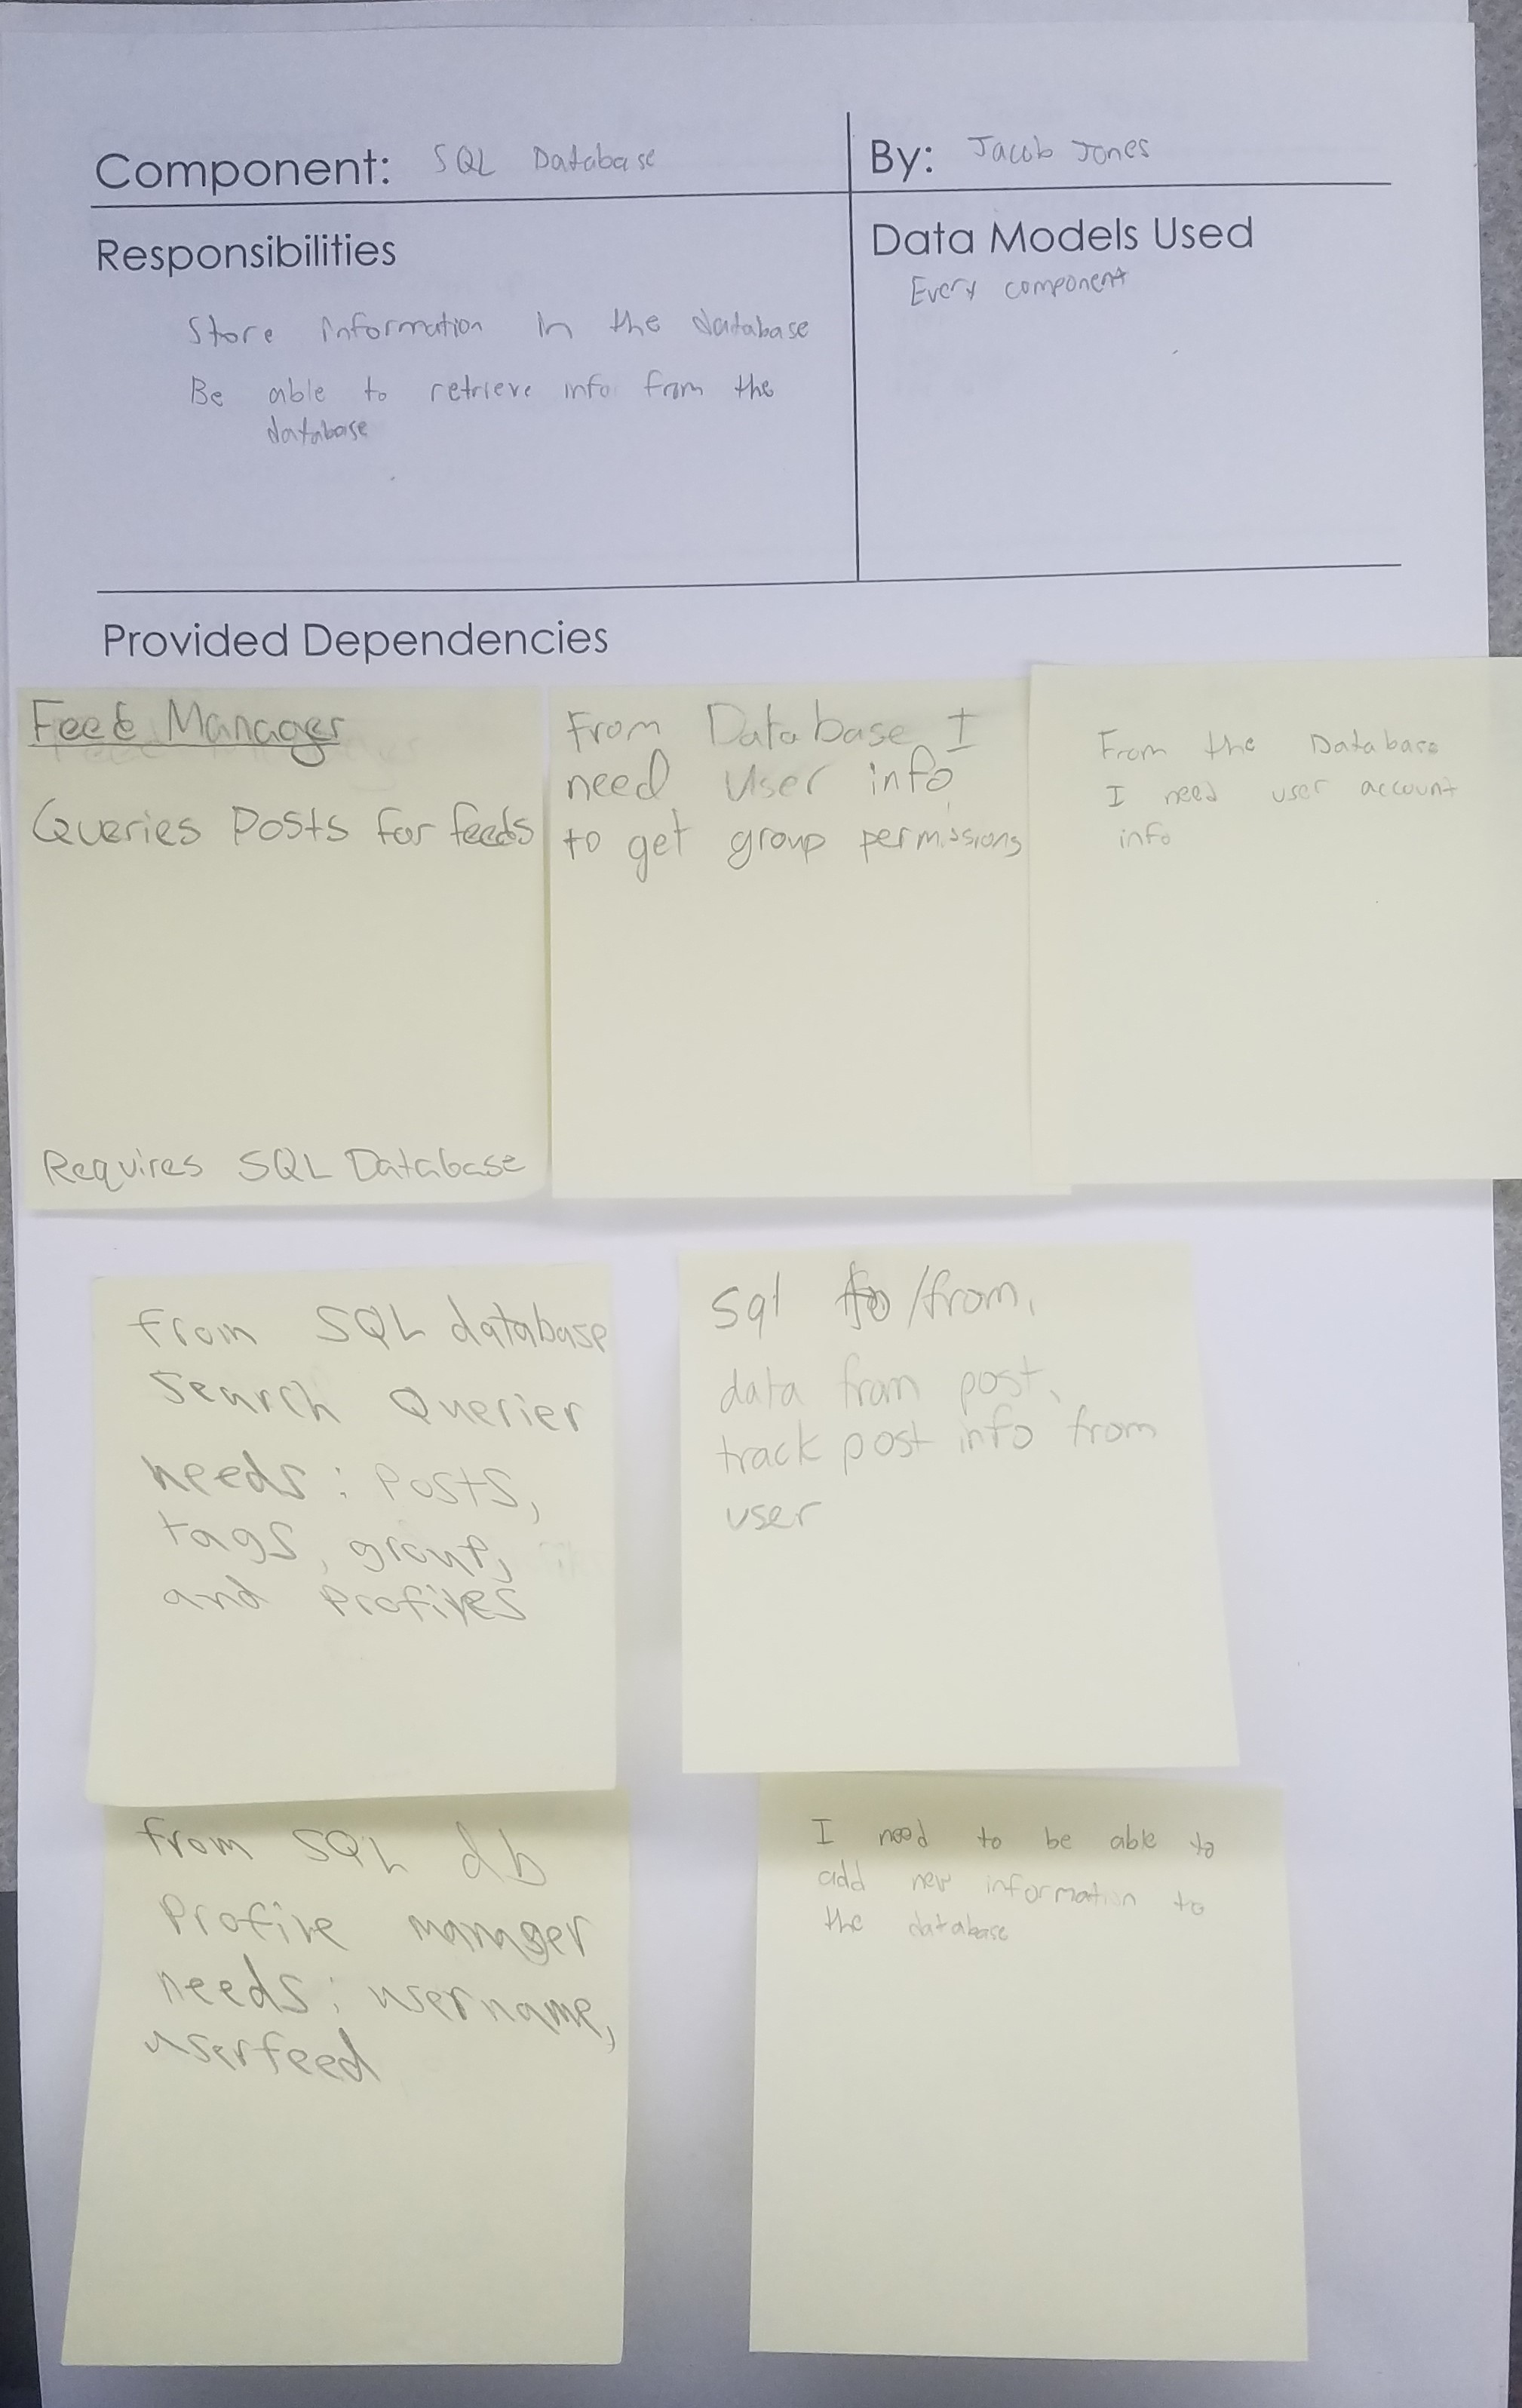 Component: SQL Database
By: Jacob Jones
Responsibilities
Store information in the database
Be able to retrieve info from the
database
Data Models Used
Every component
Provided Dependencies
Feed Manager
Queries Posts for feeds
Requires SQL Database
From Database I
need user info
to get group permissions
From the Database
I need user account
info
from SQL database
Search Querier
needs: Posts,
tags, group,
and Profiles
Sql to/from.
data from post,
track post info from
user
from SQL db
Profile manager
needs: username,
userfeed
I need to be able to
add new information to
the database